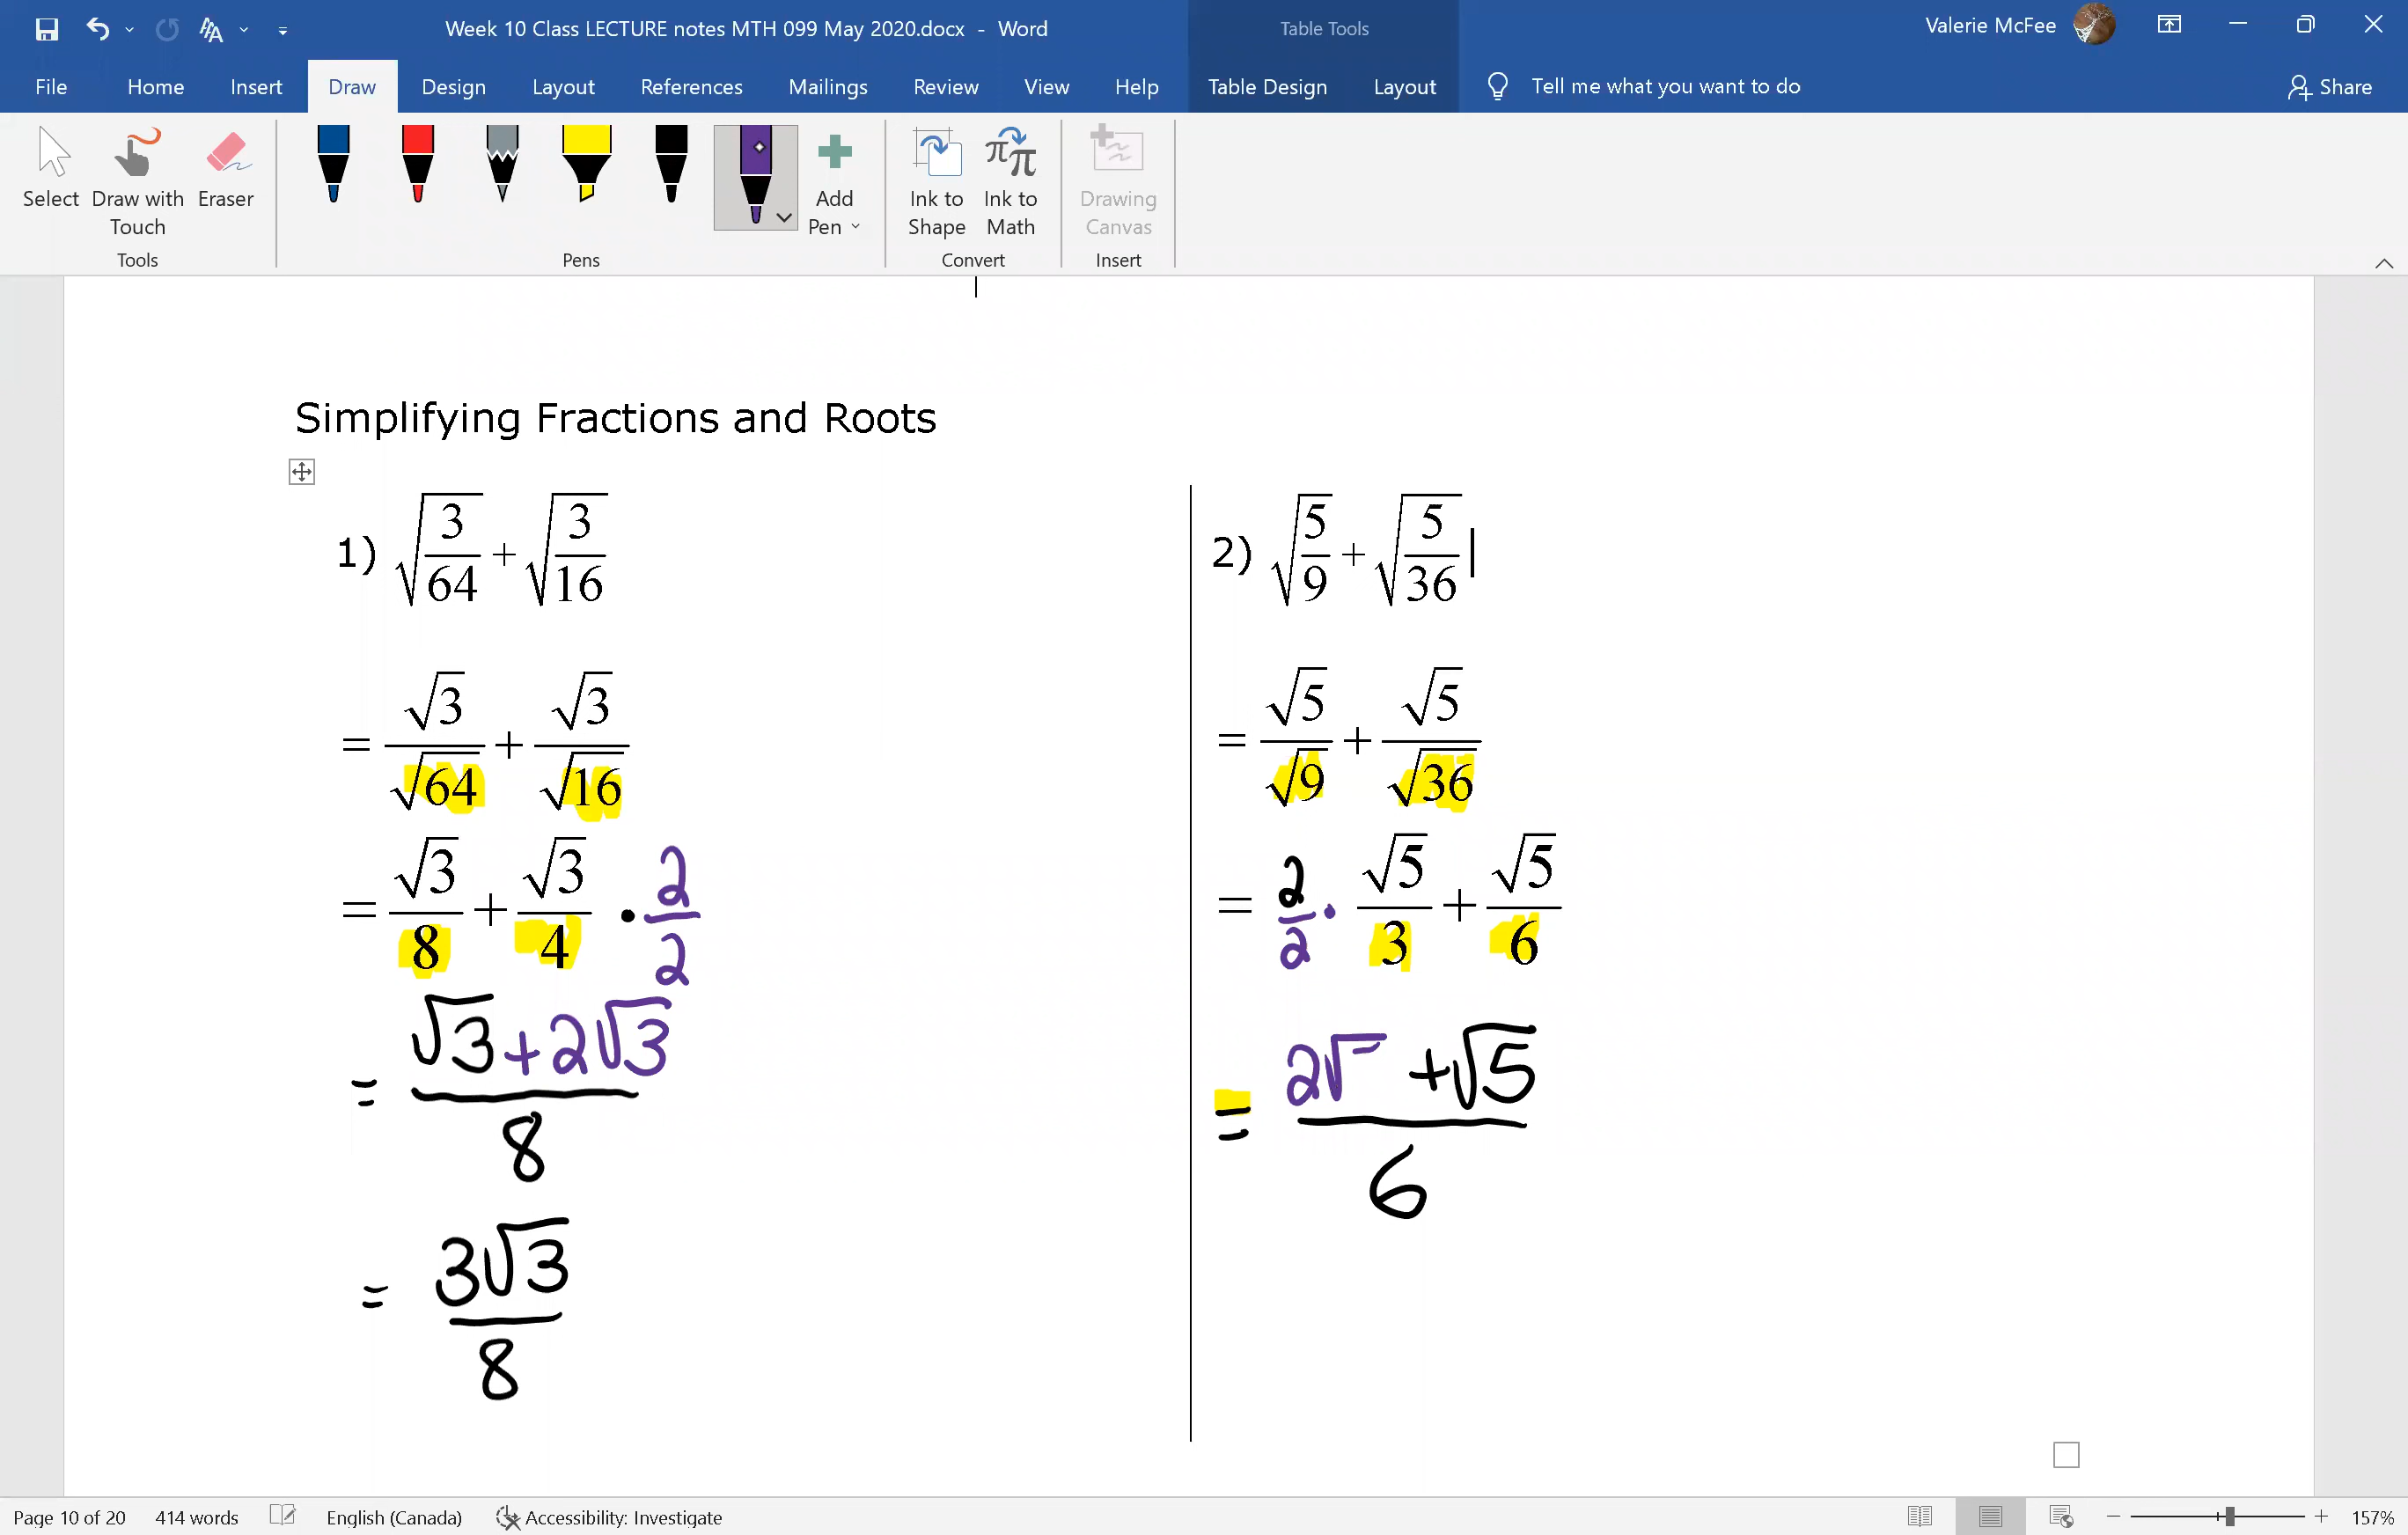 Week 10 Class LECTURE notes MTH 099 May 2020.docx - Word
Table Tools
Valerie McFee
File Home Insert Draw Design Layout References Mailings Review View Help Table Design Layout Tell me what you want to do Share
Select Draw with Touch Eraser
Add Pen
Ink to Shape Ink to Math
Drawing Canvas
Tools Pens Convert Insert
Simplifying Fractions and Roots
1) √(3/64) + √(3/16)
= √3/√64 + √3/√16
= √3/8 + √3/4 • 2/2
= (√3 + 2√3)/8
= 3√3/8
2) √(5/9) + √(5/36)
= √5/√9 + √5/√36
= 2/2 • √5/3 + √5/6
= (2√ + √5)/6
Page 10 of 20 414 words English (Canada) Accessibility: Investigate 157%